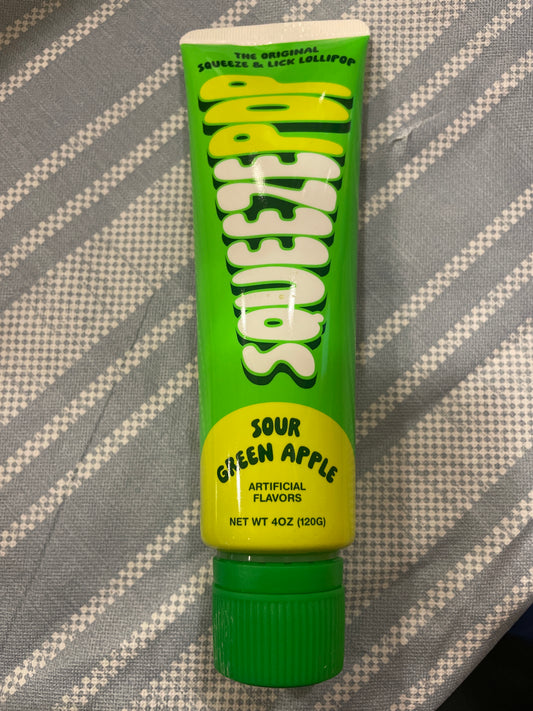 THE ORIGINAL
SQUEEZE & LICK LOLLIPOP
SQUEEZEPOP
SOUR
GREEN APPLE
ARTIFICIAL
FLAVORS
NET WT 4OZ (120G)